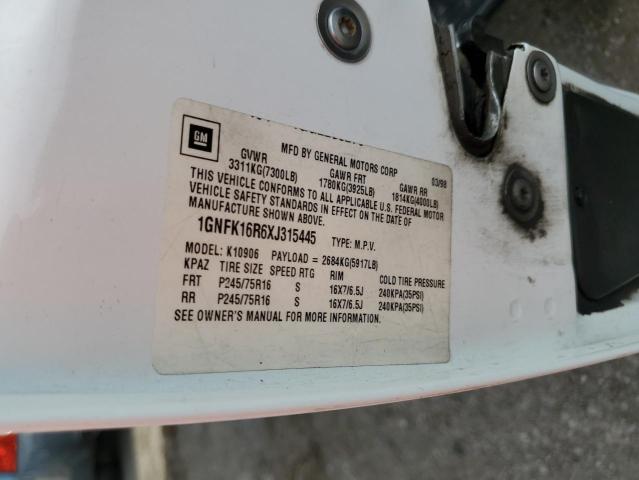 GM
MFD BY GENERAL MOTORS CORP 03/98
GVWR GAWR FRT GAWR RR
3311KG(7300LB) 1780KG(3925LB) 1814KG(4000LB)
THIS VEHICLE CONFORMS TO ALL APPLICABLE U.S. FEDERAL MOTOR
VEHICLE SAFETY STANDARDS IN EFFECT ON THE DATE OF
MANUFACTURE SHOWN ABOVE.
1GNFK16R6XJ315445 TYPE: M.P.V.
MODEL: K10906 PAYLOAD = 2684KG(5917LB)
KPAZ TIRE SIZE SPEED RTG RIM COLD TIRE PRESSURE
FRT P245/75R16 S 16X7/6.5J 240KPA(35PSI)
RR P245/75R16 S 16X7/6.5J 240KPA(35PSI)
SEE OWNER'S MANUAL FOR MORE INFORMATION.